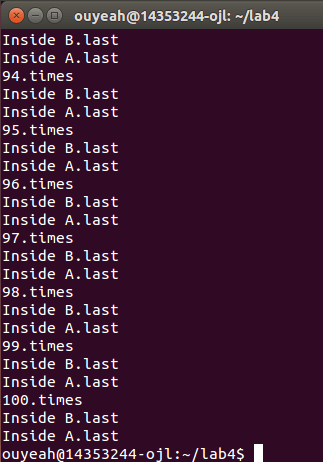 ouyeah@14353244-ojl: ~/lab4
Inside B.last
Inside A.last
94.times
Inside B.last
Inside A.last
95.times
Inside B.last
Inside A.last
96.times
Inside B.last
Inside A.last
97.times
Inside B.last
Inside A.last
98.times
Inside B.last
Inside A.last
99.times
Inside B.last
Inside A.last
100.times
Inside B.last
Inside A.last
ouyeah@14353244-ojl:~/lab4$